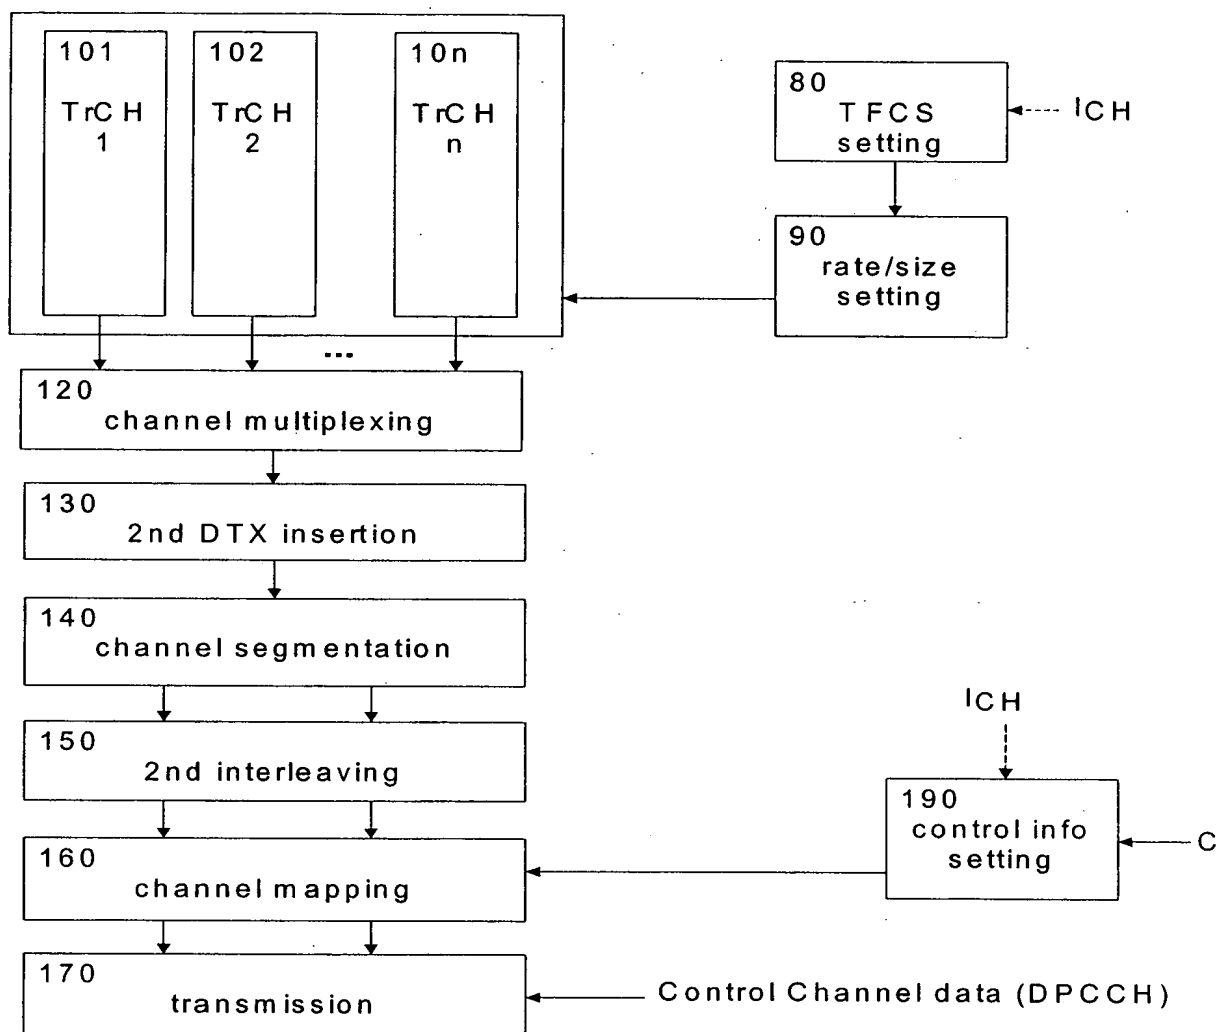 101
TrCH
1
102
TrCH
2
10n
TrCH
n
80
TFCS
setting
ICH
90
rate/size
setting
...
120
channel multiplexing
130
2nd DTX insertion
140
channel segmentation
150
2nd interleaving
ICH
190
control info
setting
C
160
channel mapping
170
transmission
Control Channel data (DPCCH)